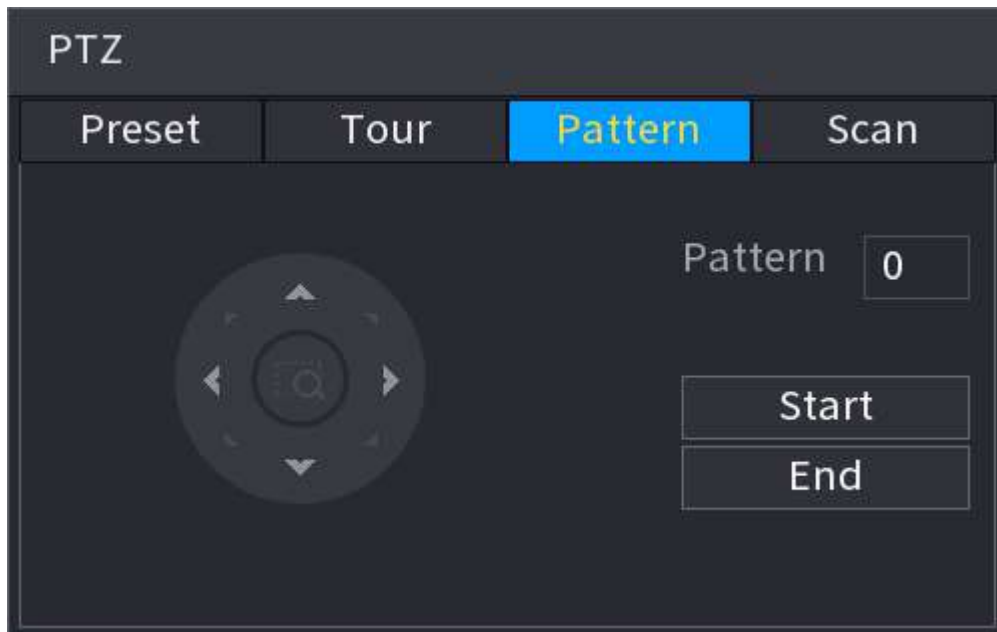 PTZ
Preset Tour Pattern Scan
Pattern 0
Start
End